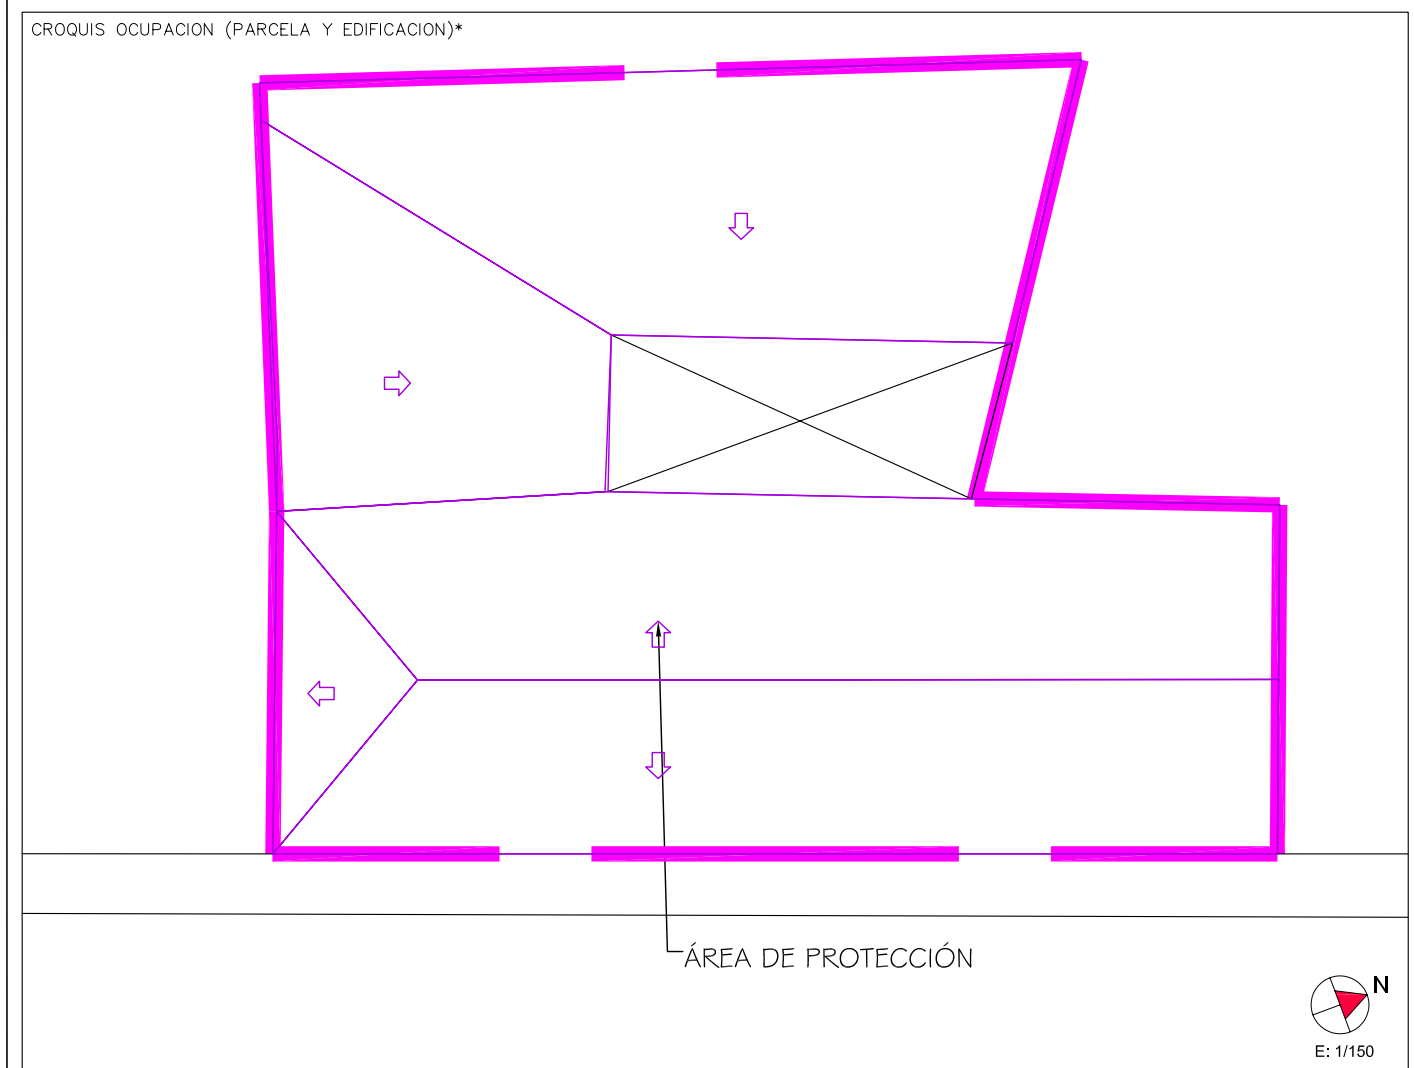 CROQUIS OCUPACION (PARCELA Y EDIFICACION)*
ÁREA DE PROTECCIÓN
N
E: 1/150